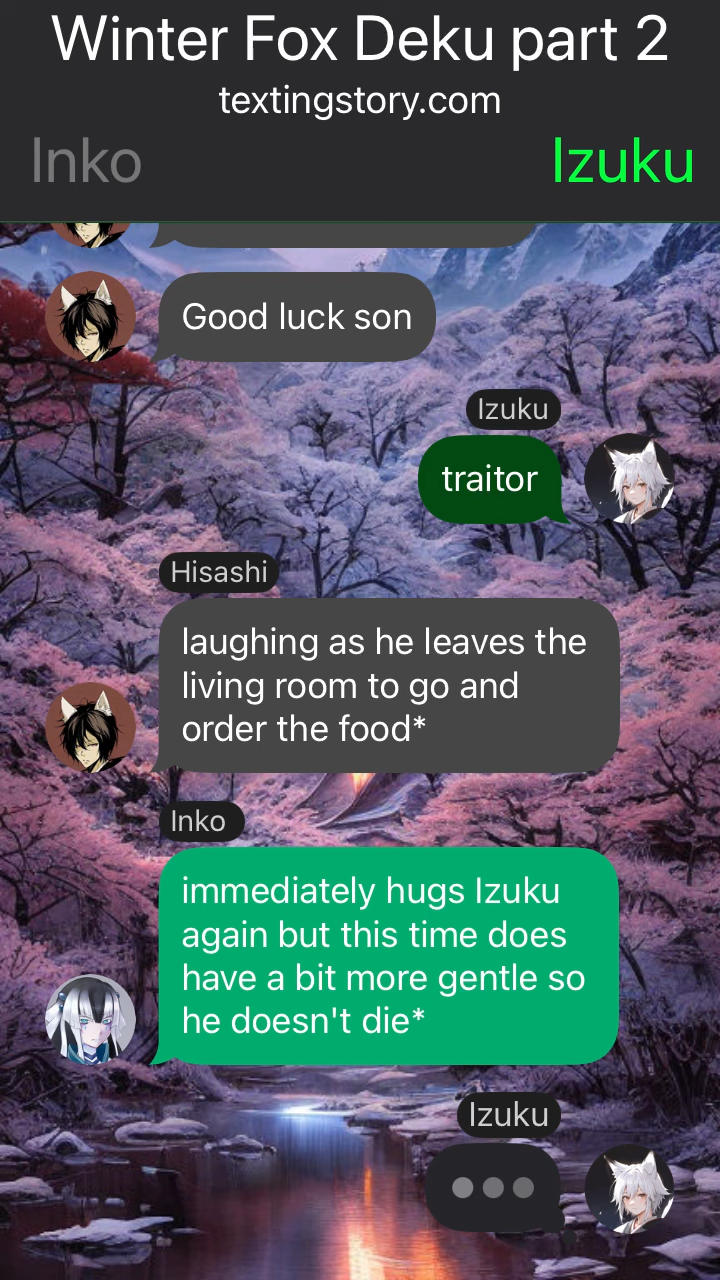 Winter Fox Deku part 2
textingstory.com
Inko
Izuku
Good luck son
Izuku
traitor
Hisashi
laughing as he leaves the
living room to go and
order the food*
Inko
immediately hugs Izuku
again but this time does
have a bit more gentle so
he doesn't die*
Izuku